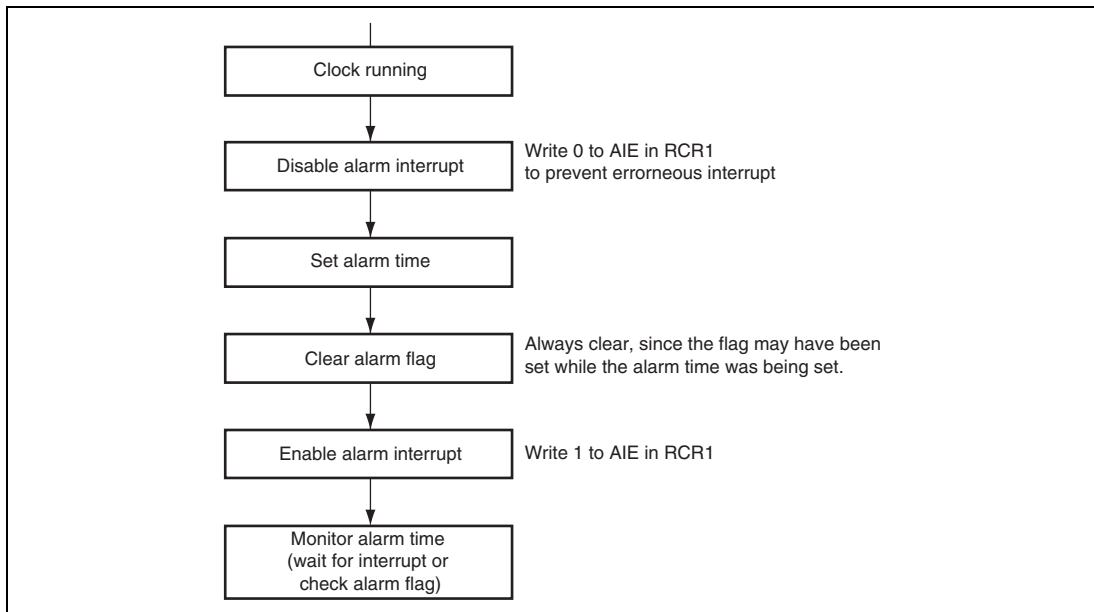 Clock running
Disable alarm interrupt
Write 0 to AIE in RCR1
to prevent errorneous interrupt
Set alarm time
Clear alarm flag
Always clear, since the flag may have been
set while the alarm time was being set.
Enable alarm interrupt
Write 1 to AIE in RCR1
Monitor alarm time
(wait for interrupt or
check alarm flag)